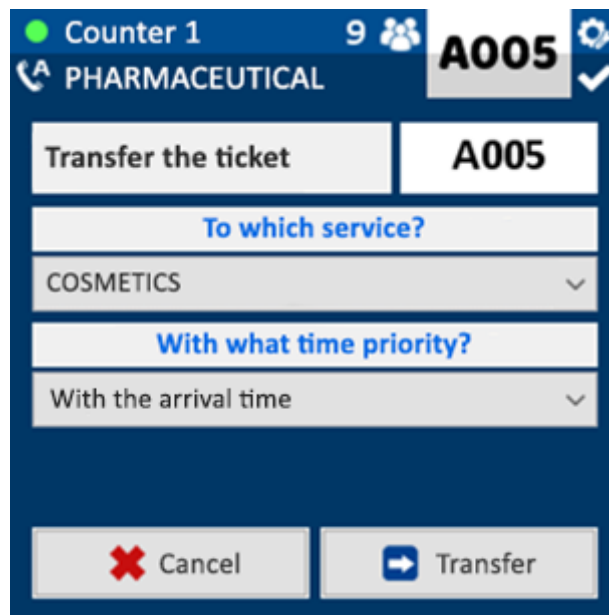 Counter 1 9 A005
A PHARMACEUTICAL
Transfer the ticket A005
To which service?
COSMETICS
With what time priority?
With the arrival time
Cancel Transfer